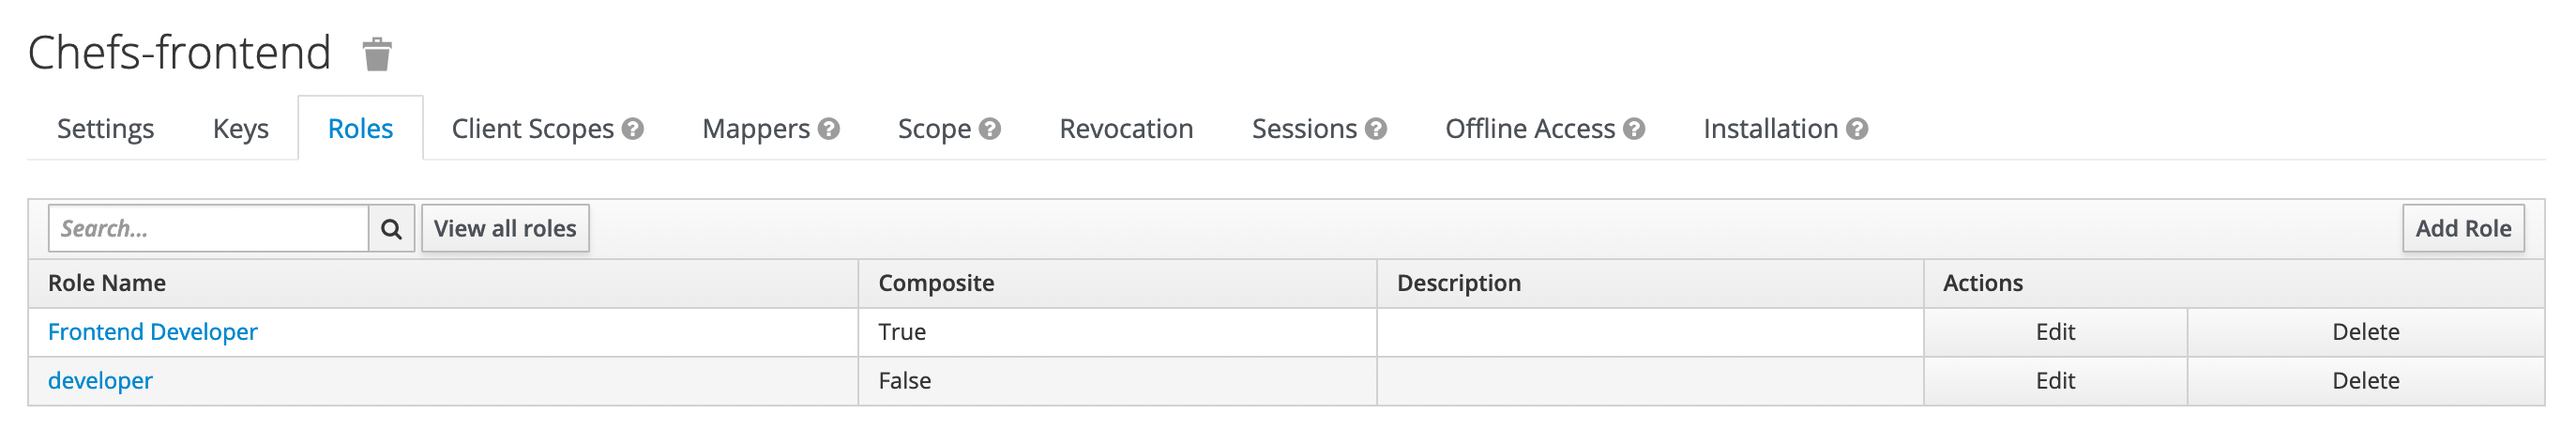 Chefs-frontend
Settings Keys Roles Client Scopes ? Mappers ? Scope ? Revocation Sessions ? Offline Access ? Installation ?
Search... View all roles Add Role
Role Name Composite Description Actions
Frontend Developer True Edit Delete
developer False Edit Delete